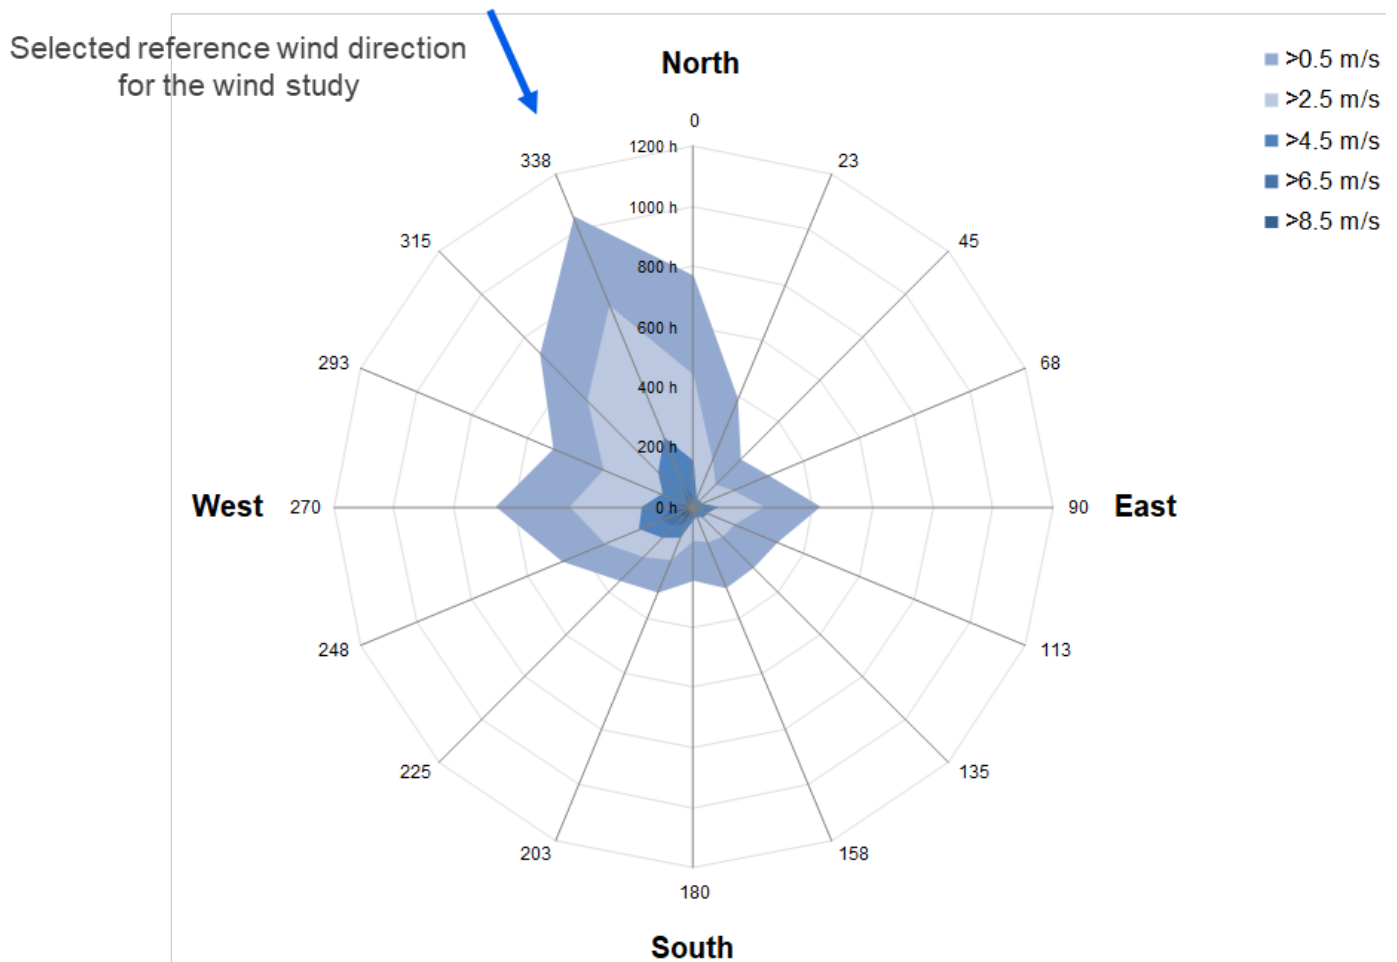 Selected reference wind direction
for the wind study
North
>0.5 m/s
>2.5 m/s
>4.5 m/s
>6.5 m/s
>8.5 m/s
0
23
45
68
90
East
113
135
158
180
South
203
225
248
270
West
293
315
338
1200 h
1000 h
800 h
600 h
400 h
200 h
0 h